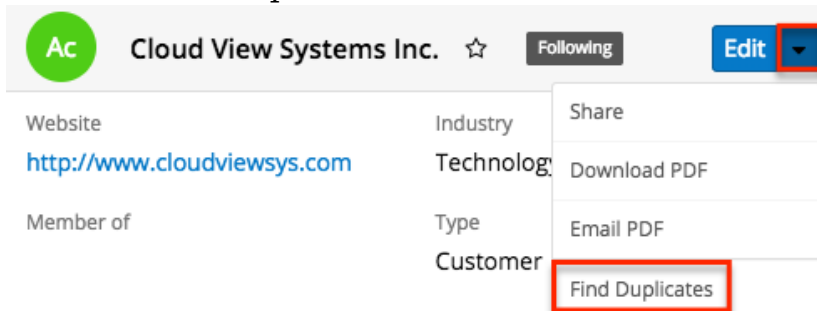 Ac Cloud View Systems Inc. Following Edit
Website Industry Share
http://www.cloudviewsys.com Technology Download PDF
Member of Type Email PDF
Customer
Find Duplicates